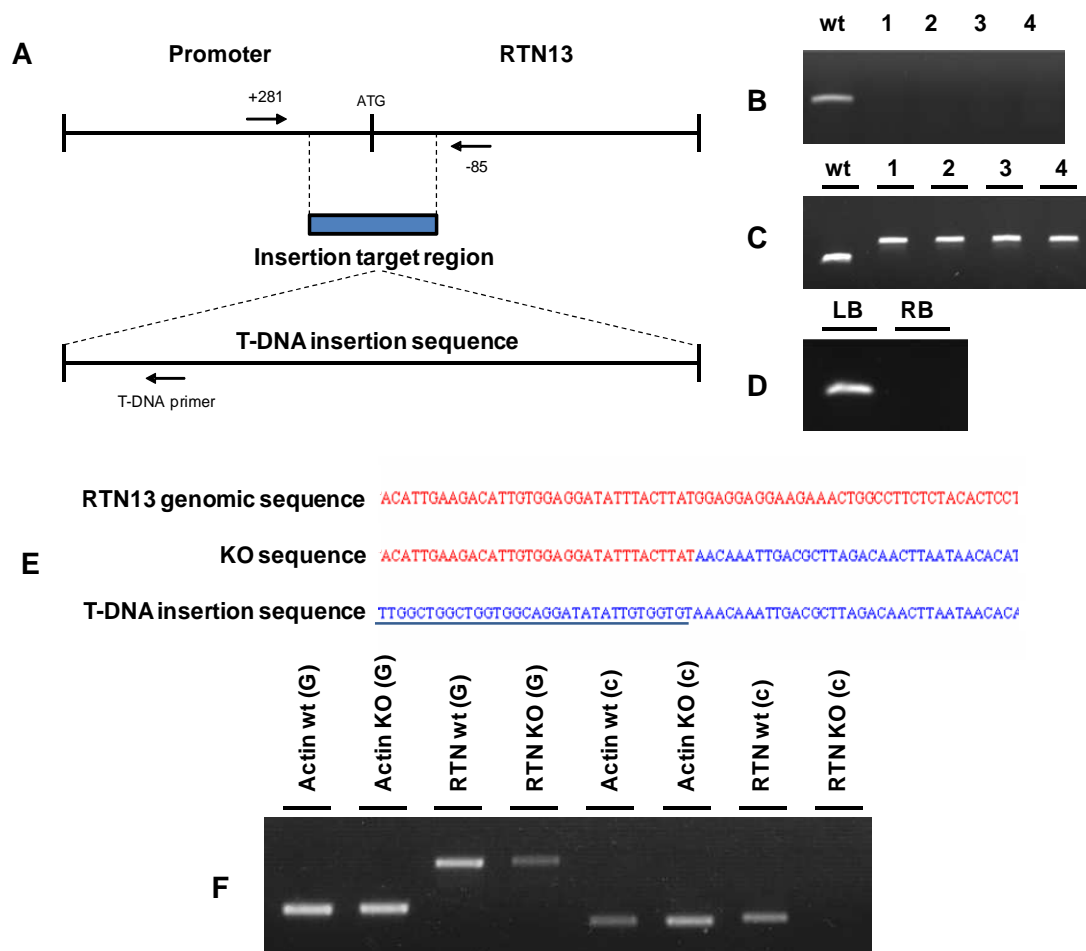 A
Promoter
RTN13
+281
ATG
-85
Insertion target region
T-DNA insertion sequence
T-DNA primer
wt 1 2 3 4
B
wt 1 2 3 4
C
LB RB
D
E
RTN13 genomic sequence ACATTGAAGACATTGTGGAGGATATTTACTTATGGAGGAGGAAGAAACTGGCCTTCTCTACACTCCT
KO sequence ACATTGAAGACATTGTGGAGGATATTTACTTATAACAAATTGACGCTTAGACAACTTAATAACACAT
T-DNA insertion sequence TTGGCTGGCTGGTGGCAGGATATATTGTGGTGTAAACAAATTGACGCTTAGACAACTTAATAACACA
Actin wt (G)
Actin KO (G)
RTN wt (G)
RTN KO (G)
Actin wt (c)
Actin KO (c)
RTN wt (c)
RTN KO (c)
F